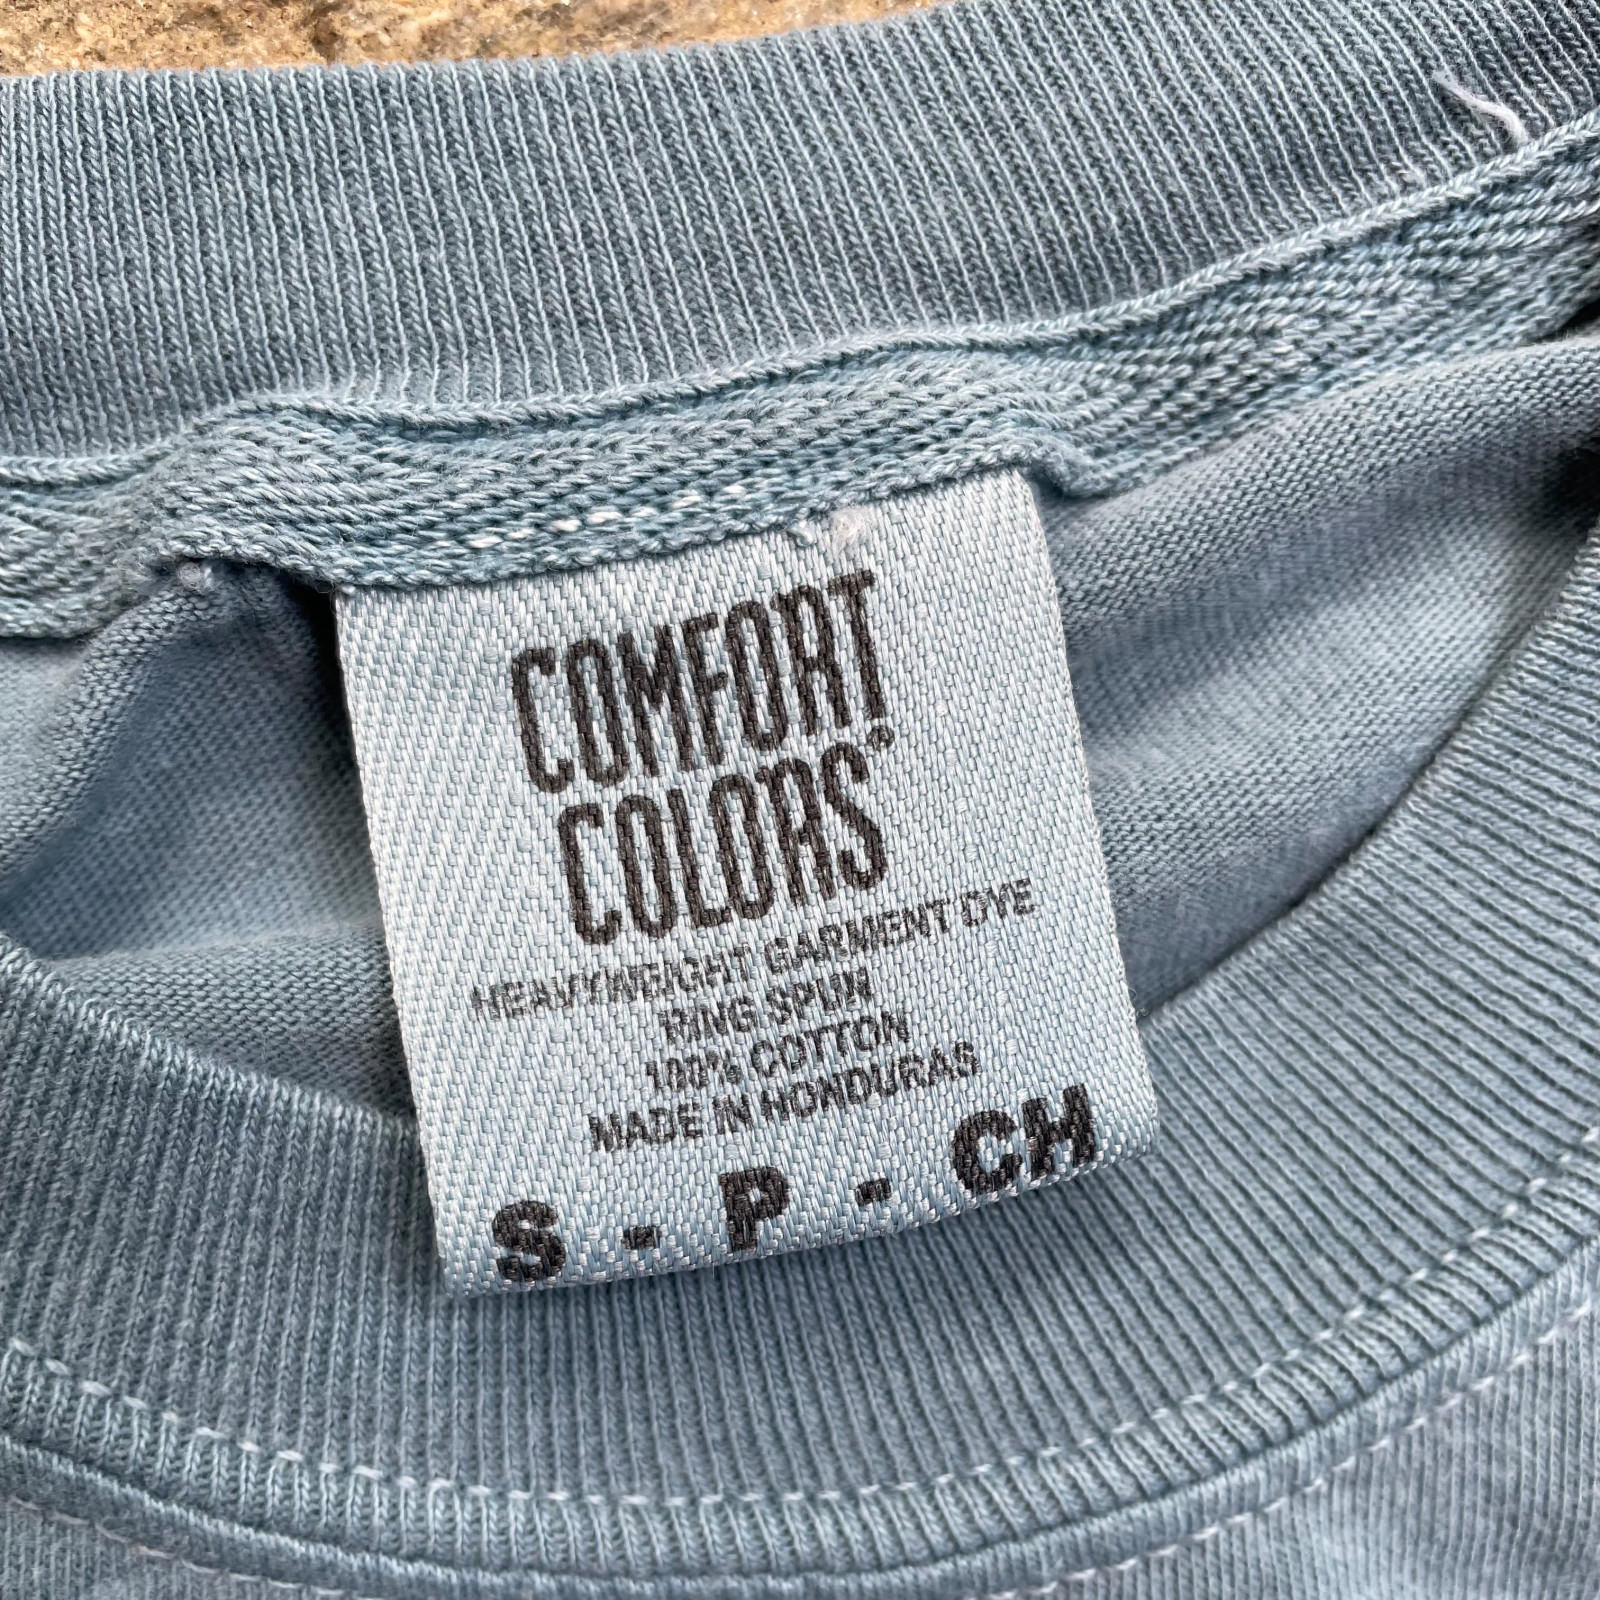 COMFORT
COLORS®
HEAVYWEIGHT GARMENT DYE
RING SPUN
100% COTTON
MADE IN HONDURAS
S - P - CH